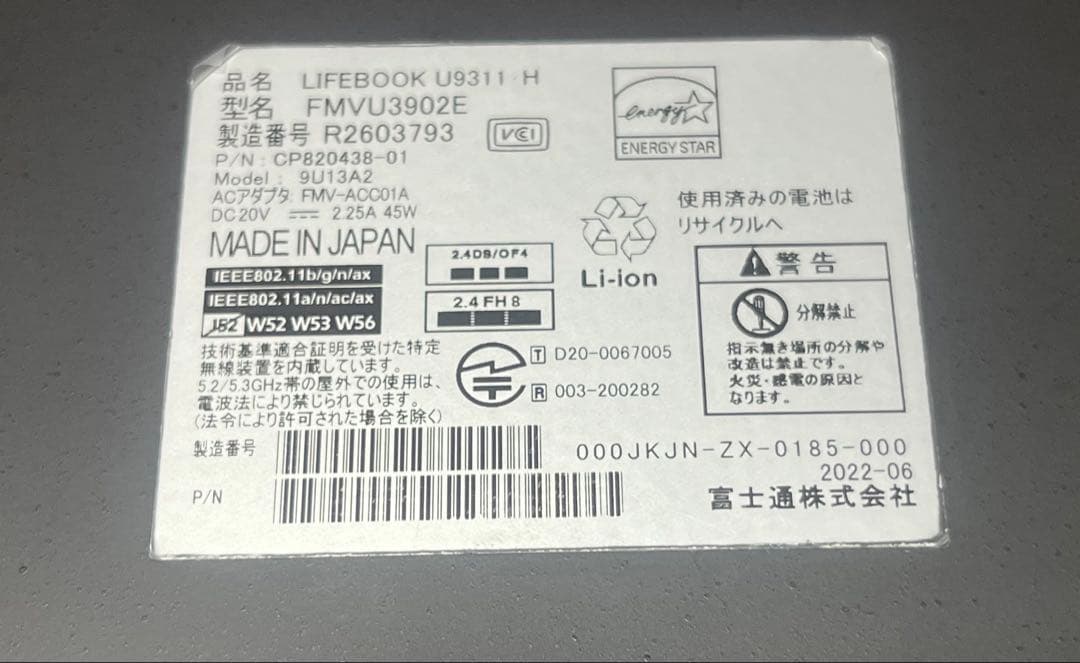 品名 LIFEBOOK U9311 H
型名 FMVU3902E
製造番号 R2603793
VCI
P/N : CP820438-01
Model : 9U13A2
ACアダプタ: FMV-ACC01A
DC20V 2.25A 45W
MADE IN JAPAN
energy
ENERGY STAR
使用済みの電池は
リサイクルへ
Li-ion
IEEE802.11b/g/n/ax
IEEE802.11a/n/ac/ax
J52 W52 W53 W56
2.4DS/OF4
2.4FH8
警告
分解禁止
指示無き場所の分解や
改造は禁止です。
火災・感電の原因と
なります。
技術基準適合証明を受けた特定
無線装置を内蔵しています。
5.2/5.3GHz帯の屋外での使用は、
電波法により禁じられています。
(法令により許可された場合を除く)
T D20-0067005
R 003-200282
製造番号
P/N
000JKJN-ZX-0185-000
2022-06
富士通株式会社